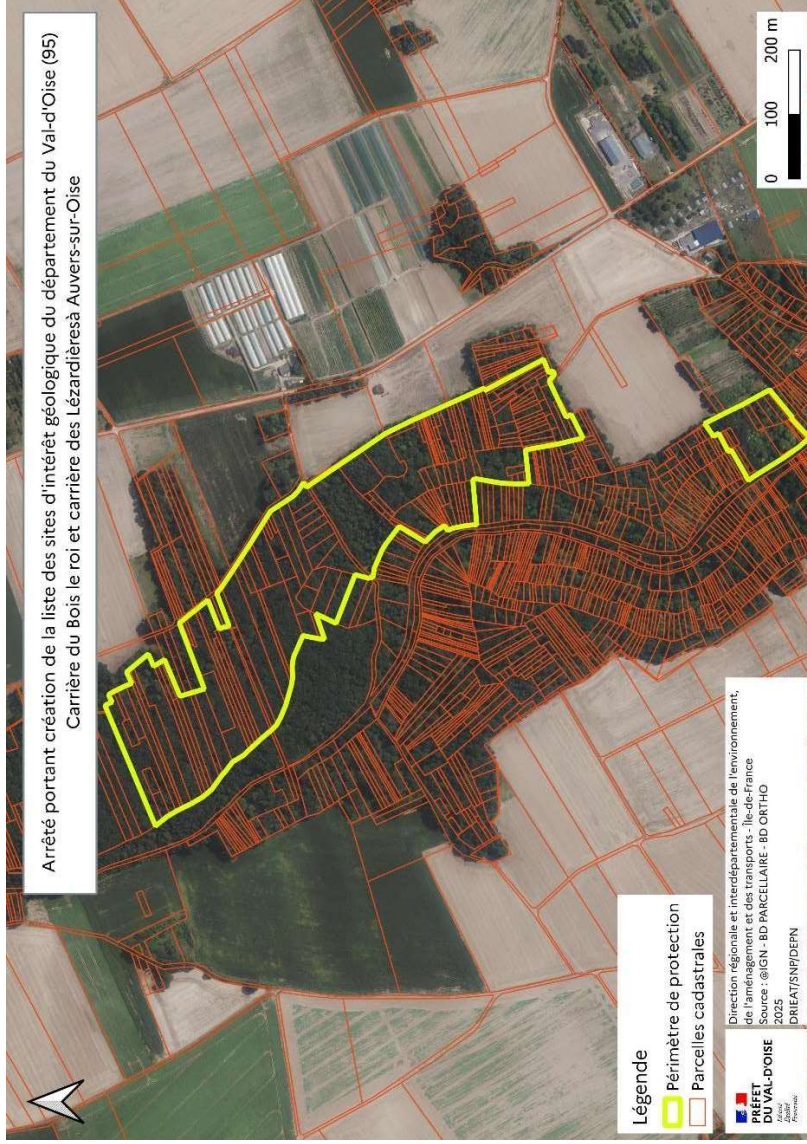 Arrêté portant création de la liste des sites d'intérêt géologique du département du Val-d'Oise (95)
Carrière du Bois le roi et carrière des Lézardièresà Auvers-sur-Oise
Légende
Périmètre de protection
Parcelles cadastrales
PRÉFET
DU VAL-D'OISE
Liberté
Égalité
Fraternité
Direction régionale et interdépartementale de l'environnement,
de l'aménagement et des transports - Île-de-France
Source : @IGN - BD PARCELLAIRE - BD ORTHO
2025
DRIEAT/SNP/DEPN
0 100 200 m